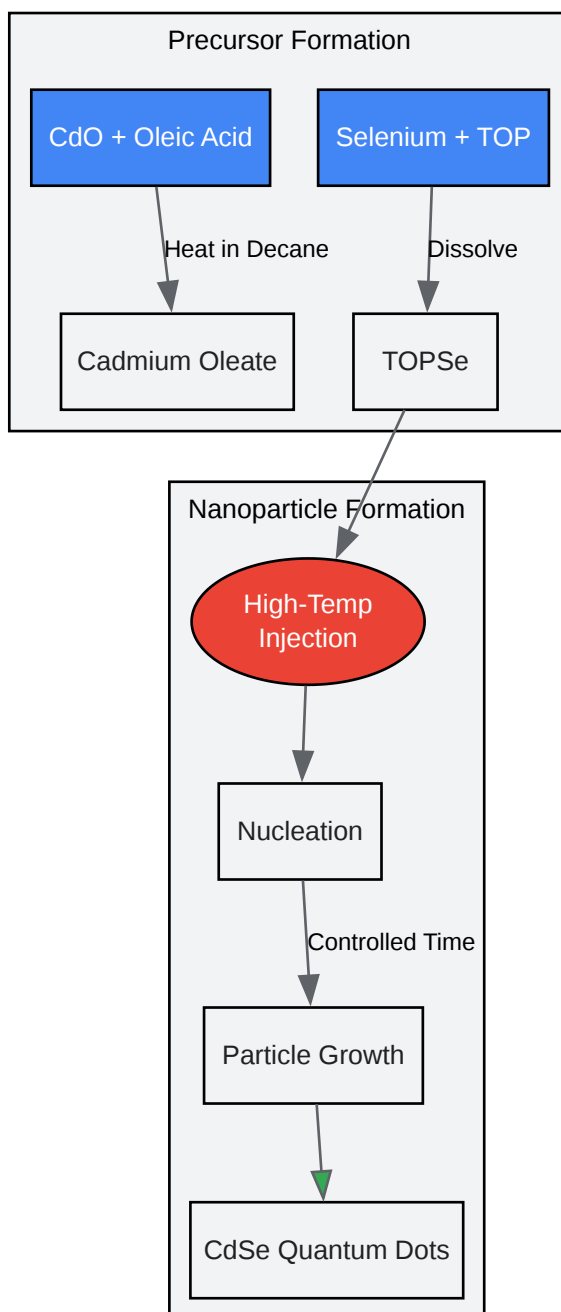 Precursor Formation
CdO + Oleic Acid
Selenium + TOP
Heat in Decane
Dissolve
Cadmium Oleate
TOPSe
Nanoparticle Formation
High-Temp
Injection
Nucleation
Controlled Time
Particle Growth
CdSe Quantum Dots